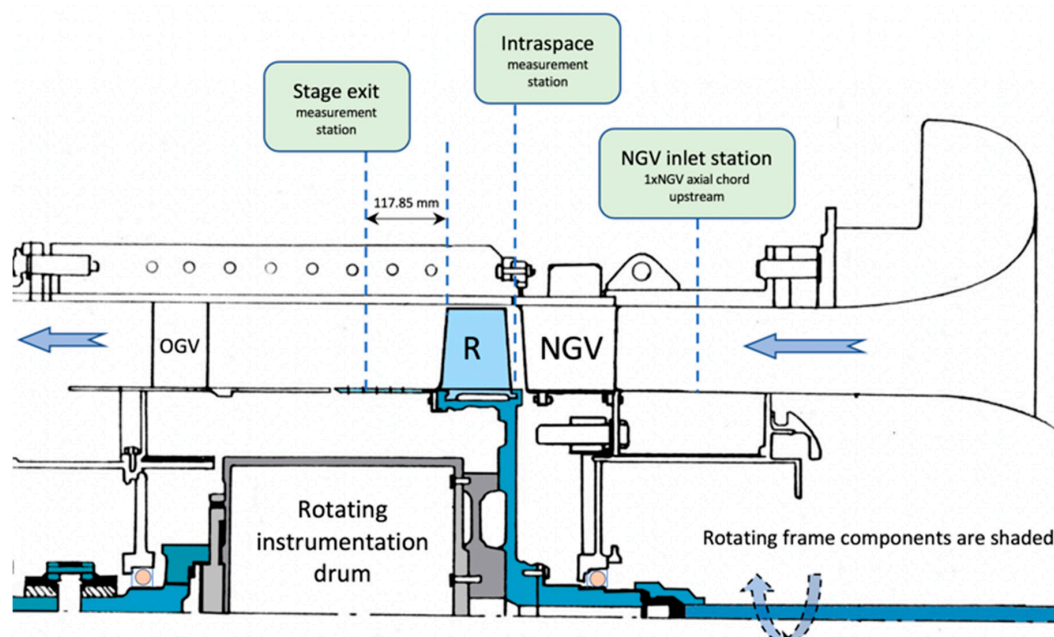 Intraspace
measurement
station
Stage exit
measurement
station
NGV inlet station
1xNGV axial chord
upstream
117.85 mm
OGV
R
NGV
Rotating
instrumentation
drum
Rotating frame components are shaded